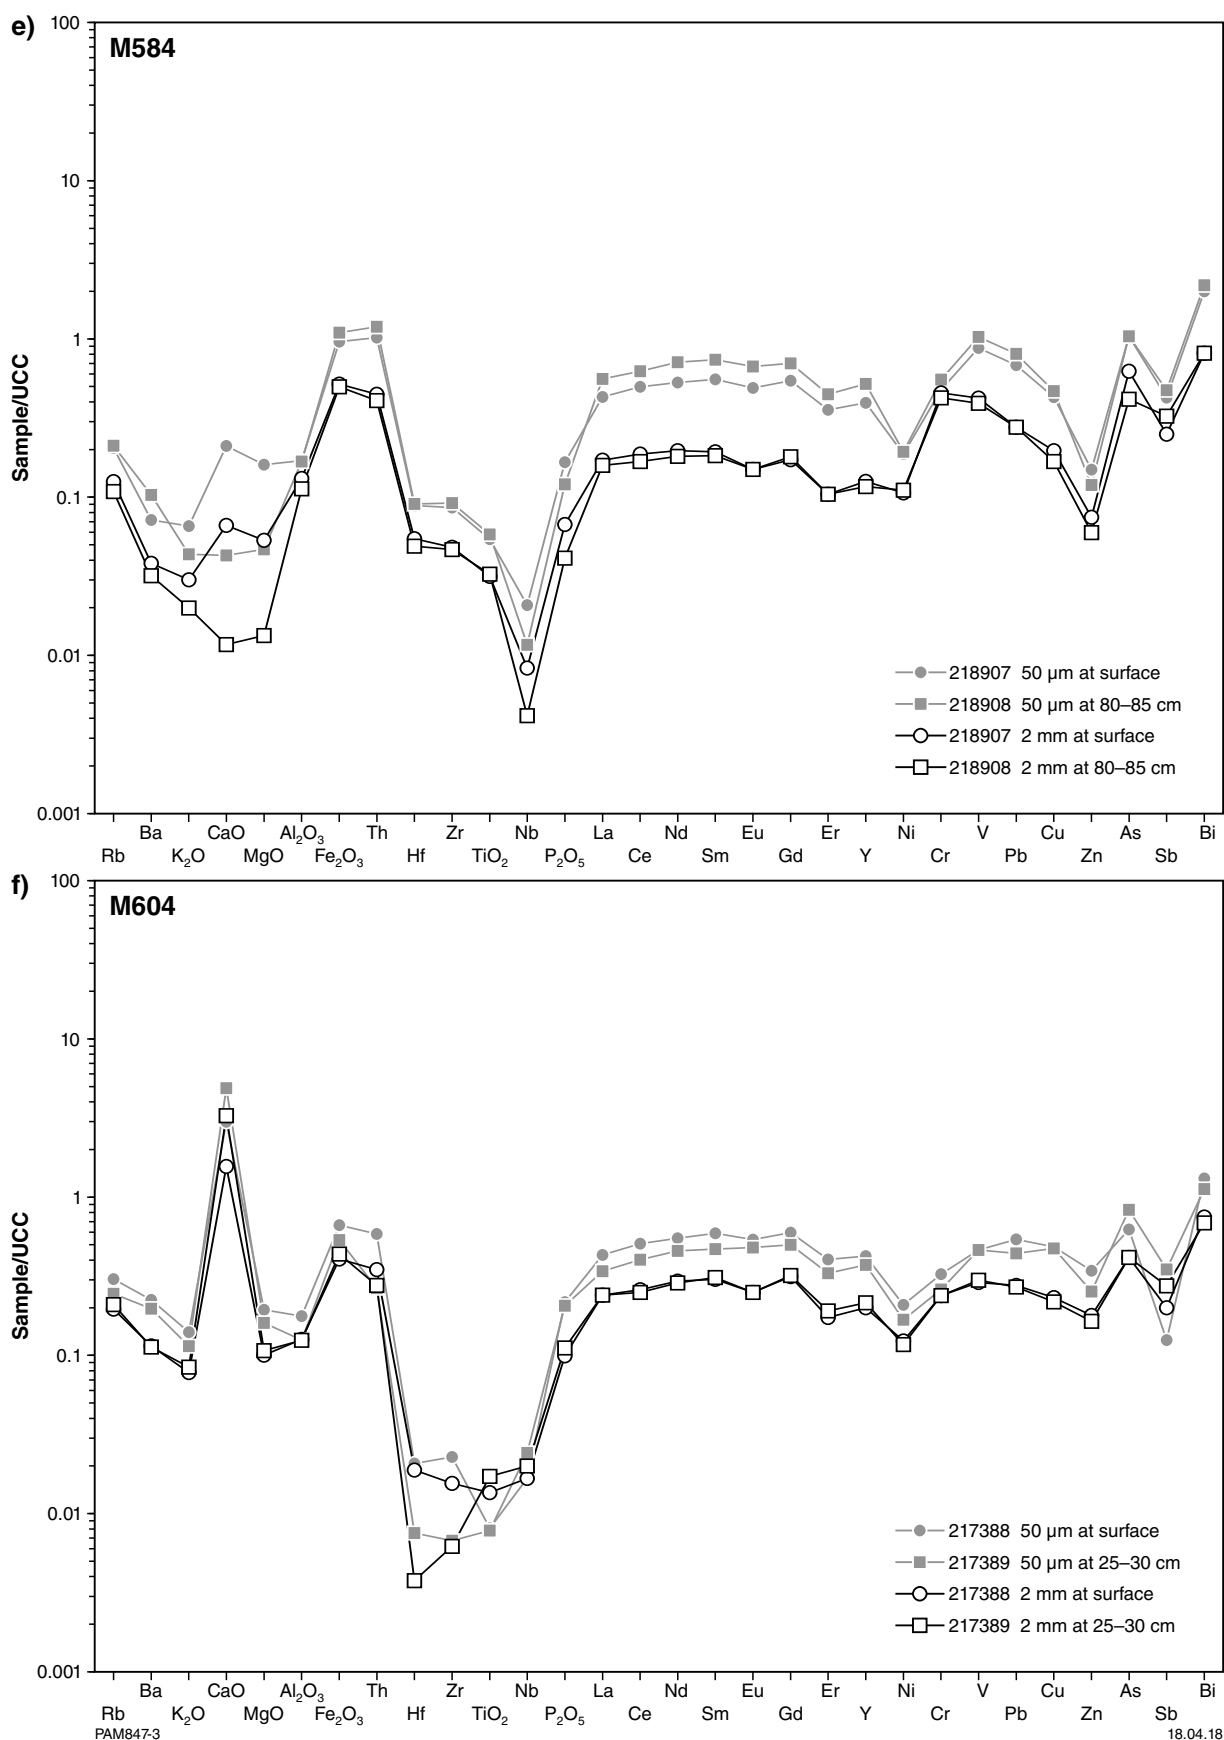 e)
M584
100
10
1
0.1
0.01
0.001
Sample/UCC
218907 50 µm at surface
218908 50 µm at 80–85 cm
218907 2 mm at surface
218908 2 mm at 80–85 cm
Ba CaO Al₂O₃ Th Zr Nb La Nd Eu Er Ni V Cu As Bi
Rb K₂O MgO Fe₂O₃ Hf TiO₂ P₂O₅ Ce Sm Gd Y Cr Pb Zn Sb
f)
M604
100
10
1
0.1
0.01
0.001
Sample/UCC
217388 50 µm at surface
217389 50 µm at 25–30 cm
217388 2 mm at surface
217389 2 mm at 25–30 cm
Ba CaO Al₂O₃ Th Zr Nb La Nd Eu Er Ni V Cu As Bi
Rb K₂O MgO Fe₂O₃ Hf TiO₂ P₂O₅ Ce Sm Gd Y Cr Pb Zn Sb
PAM847-3
18.04.18